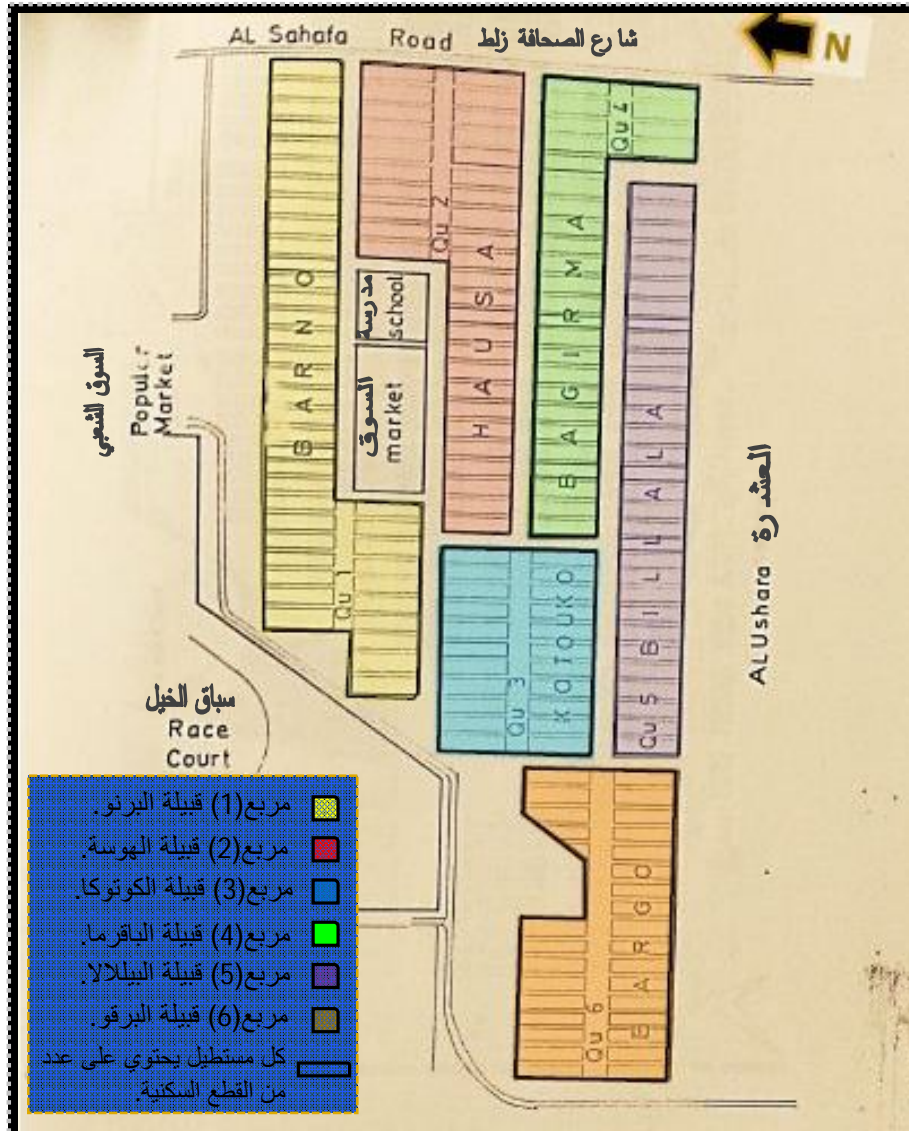 AL Sahafa Road شارع الصحافة زلط
N
Qu 2
Qu 4
BARNO
مدرسة
school
السوق
market
HAUSA
BAGIRMA
السوق الشعبي
Popular
Market
Qu 1
Qu 3
KOTOUKO
Qu 5 BILLALA
العشرة
ALUshara
سباق الخيل
Race
Court
Qu 6
BARGO
مربع(1) قبيلة البرنو.
مربع(2) قبيلة الهوسة.
مربع(3) قبيلة الكوتوكا.
مربع(4) قبيلة الباقرما.
مربع(5) قبيلة البيللالا.
مربع(6) قبيلة البرقو.
كل مستطيل يحتوي على عدد
من القطع السكنية.